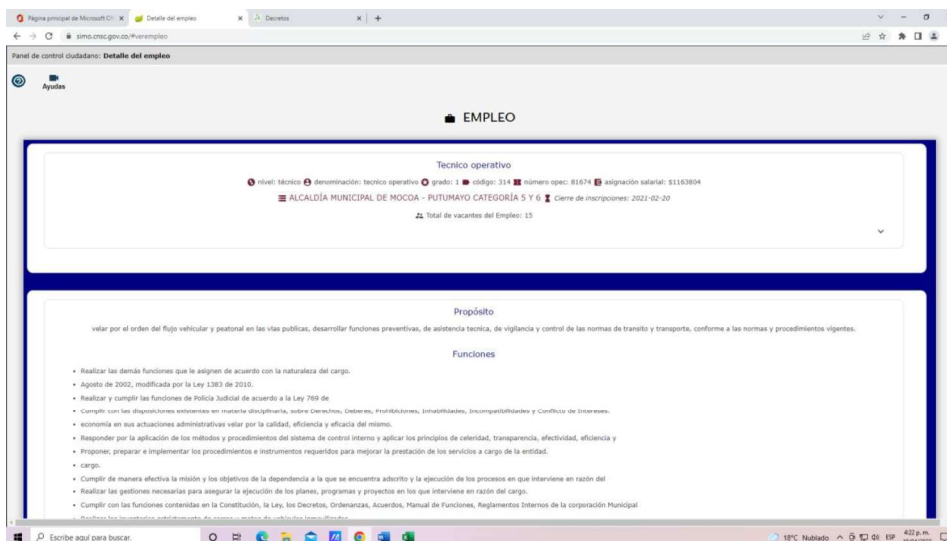 Página principal de Microsoft Of
Detalle del empleo
Decretos
simo.cnsc.gov.co/#verempleo
Panel de control ciudadano: Detalle del empleo
Ayudas
EMPLEO
Tecnico operativo
nivel: técnico denominación: tecnico operativo grado: 1 código: 314 número opec: 81674 asignación salarial: $1163804
ALCALDÍA MUNICIPAL DE MOCOA - PUTUMAYO CATEGORÍA 5 Y 6 Cierre de inscripciones: 2021-02-20
Total de vacantes del Empleo: 15
Propósito
velar por el orden del flujo vehicular y peatonal en las vias publicas, desarrollar funciones preventivas, de asistencia tecnica, de vigilancia y control de las normas de transito y transporte, conforme a las normas y procedimientos vigentes.
Funciones
• Realizar las demás funciones que le asignen de acuerdo con la naturaleza del cargo.
• Agosto de 2002, modificada por la Ley 1383 de 2010.
• Realizar y cumplir las funciones de Policía Judicial de acuerdo a la Ley 769 de
• Cumplir con las disposiciones existentes en materia disciplinaria, sobre Derechos, Deberes, Prohibiciones, Inhabilidades, Incompatibilidades y Conflicto de Intereses.
• economía en sus actuaciones administrativas velar por la calidad, eficiencia y eficacia del mismo.
• Responder por la aplicación de los métodos y procedimientos del sistema de control interno y aplicar los principios de celeridad, transparencia, efectividad, eficiencia y
• Proponer, preparar e implementar los procedimientos e instrumentos requeridos para mejorar la prestación de los servicios a cargo de la entidad.
• cargo.
• Cumplir de manera efectiva la misión y los objetivos de la dependencia a la que se encuentra adscrito y la ejecución de los procesos en que interviene en razón del
• Realizar las gestiones necesarias para asegurar la ejecución de los planes, programas y proyectos en los que interviene en razón del cargo.
• Cumplir con las funciones contenidas en la Constitución, la Ley, los Decretos, Ordenanzas, Acuerdos, Manual de Funciones, Reglamentos Internos de la corporación Municipal
Escribe aquí para buscar.
18°C Nublado
ESP
4:22 p. m.